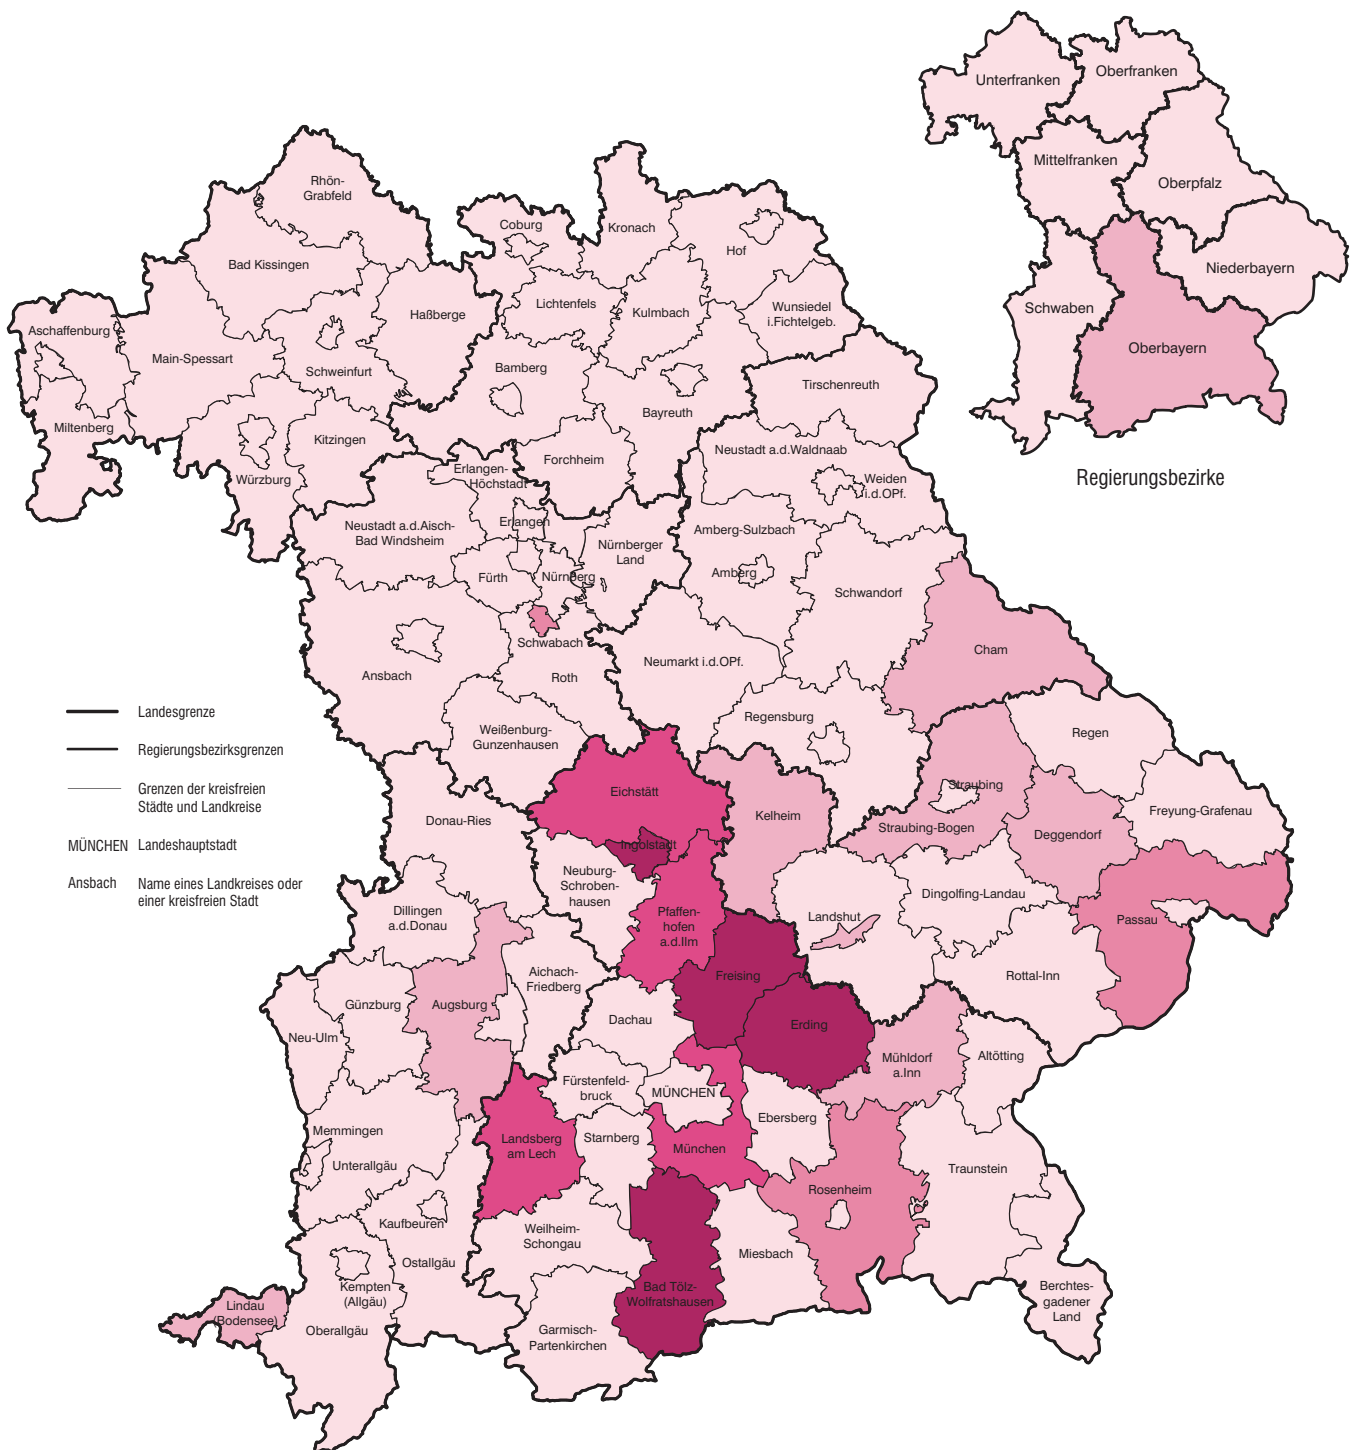 Unterfranken
Oberfranken
Mittelfranken
Oberpfalz
Niederbayern
Schwaben
Oberbayern
Regierungsbezirke
Rhön-
Grabfeld
Coburg
Kronach
Hof
Bad Kissingen
Lichtenfels
Kulmbach
Wunsiedel
i.Fichtelgeb.
Haßberge
Aschaffenburg
Main-Spessart
Schweinfurt
Bamberg
Bayreuth
Tirschenreuth
Miltenberg
Kitzingen
Würzburg
Forchheim
Erlangen-
Höchstadt
Neustadt a.d.Waldnaab
Weiden
i.d.OPf.
Neustadt a.d.Aisch-
Bad Windsheim
Erlangen
Nürnberger
Land
Amberg-Sulzbach
Amberg
Fürth
Nürnberg
Schwandorf
Schwabach
Cham
Ansbach
Roth
Neumarkt i.d.OPf.
Landesgrenze
Regierungsbezirksgrenzen
Grenzen der kreisfreien
Städte und Landkreise
MÜNCHEN Landeshauptstadt
Ansbach Name eines Landkreises oder
einer kreisfreien Stadt
Weißenburg-
Gunzenhausen
Regensburg
Regen
Eichstätt
Straubing
Freyung-Grafenau
Donau-Ries
Kelheim
Straubing-Bogen
Deggendorf
Ingolstadt
Neuburg-
Schroben-
hausen
Dingolfing-Landau
Dillingen
a.d.Donau
Pfaffen-
hofen
a.d.Ilm
Landshut
Passau
Aichach-
Friedberg
Freising
Rottal-Inn
Günzburg
Augsburg
Dachau
Erding
Neu-Ulm
Mühldorf
a.Inn
Altötting
Fürstenfeld-
bruck
MÜNCHEN
Ebersberg
Memmingen
Unterallgäu
Landsberg
am Lech
Starnberg
München
Traunstein
Rosenheim
Kaufbeuren
Weilheim-
Schongau
Miesbach
Ostallgäu
Kempten
(Allgäu)
Bad Tölz-
Wolfratshausen
Berchtes-
gadener
Land
Lindau
(Bodensee)
Oberallgäu
Garmisch-
Partenkirchen